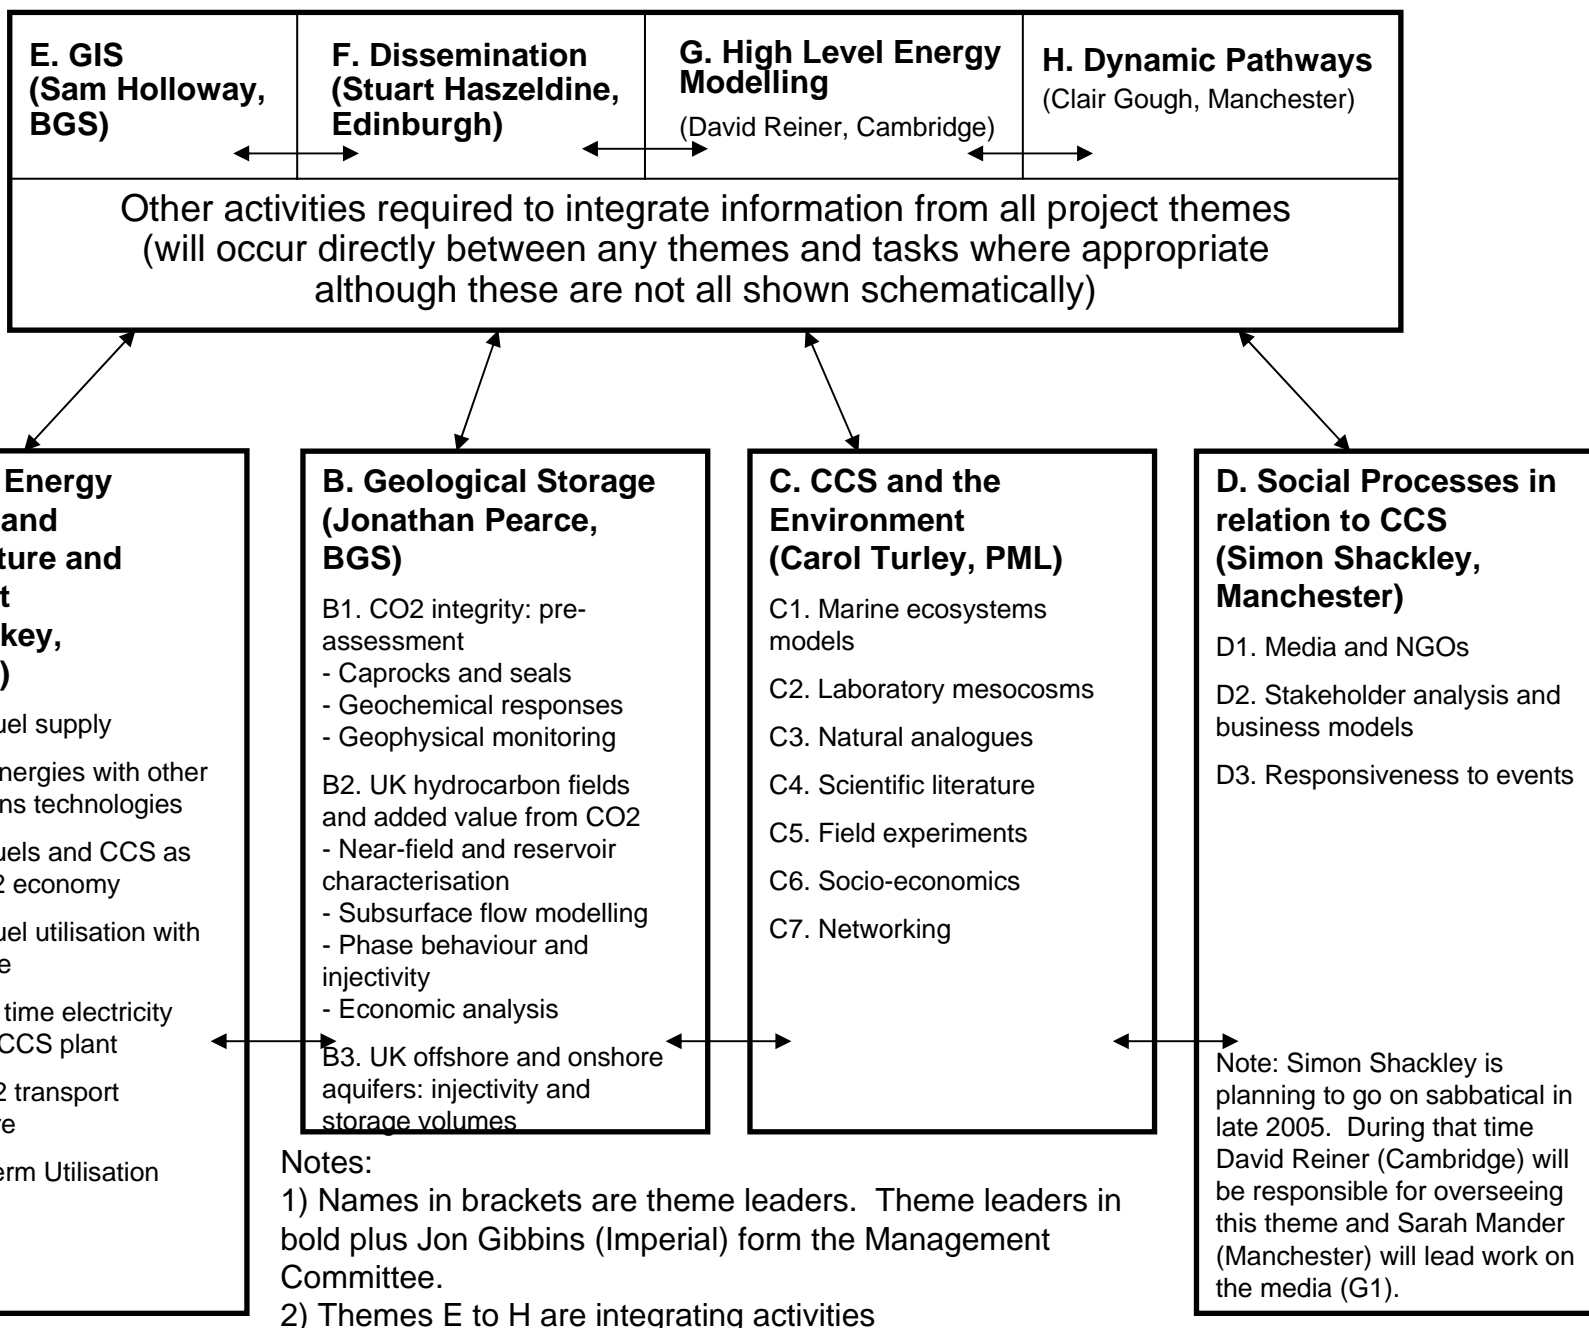 E. GIS
(Sam Holloway,
BGS)
F. Dissemination
(Stuart Haszeldine,
Edinburgh)
G. High Level Energy
Modelling
(David Reiner, Cambridge)
H. Dynamic Pathways
(Clair Gough, Manchester)
Other activities required to integrate information from all project themes
(will occur directly between any themes and tasks where appropriate
although these are not all shown schematically)
Energy
and
ture and
t
key,
)
uel supply
nergies with other
ns technologies
uels and CCS as
2 economy
uel utilisation with
e
time electricity
CCS plant
2 transport
re
erm Utilisation
B. Geological Storage
(Jonathan Pearce,
BGS)
B1. CO2 integrity: pre-
assessment
- Caprocks and seals
- Geochemical responses
- Geophysical monitoring
B2. UK hydrocarbon fields
and added value from CO2
- Near-field and reservoir
characterisation
- Subsurface flow modelling
- Phase behaviour and
injectivity
- Economic analysis
B3. UK offshore and onshore
aquifers: injectivity and
storage volumes
C. CCS and the
Environment
(Carol Turley, PML)
C1. Marine ecosystems
models
C2. Laboratory mesocosms
C3. Natural analogues
C4. Scientific literature
C5. Field experiments
C6. Socio-economics
C7. Networking
D. Social Processes in
relation to CCS
(Simon Shackley,
Manchester)
D1. Media and NGOs
D2. Stakeholder analysis and
business models
D3. Responsiveness to events
Note: Simon Shackley is
planning to go on sabbatical in
late 2005.  During that time
David Reiner (Cambridge) will
be responsible for overseeing
this theme and Sarah Mander
(Manchester) will lead work on
the media (G1).
Notes:
1) Names in brackets are theme leaders.  Theme leaders in
bold plus Jon Gibbins (Imperial) form the Management
Committee.
2) Themes E to H are integrating activities